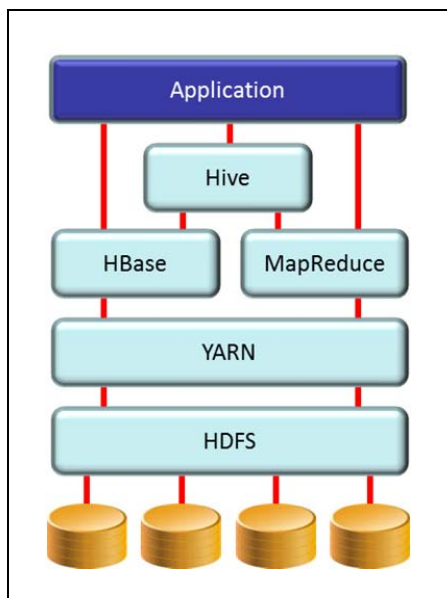 Application
Hive
HBase
MapReduce
YARN
HDFS